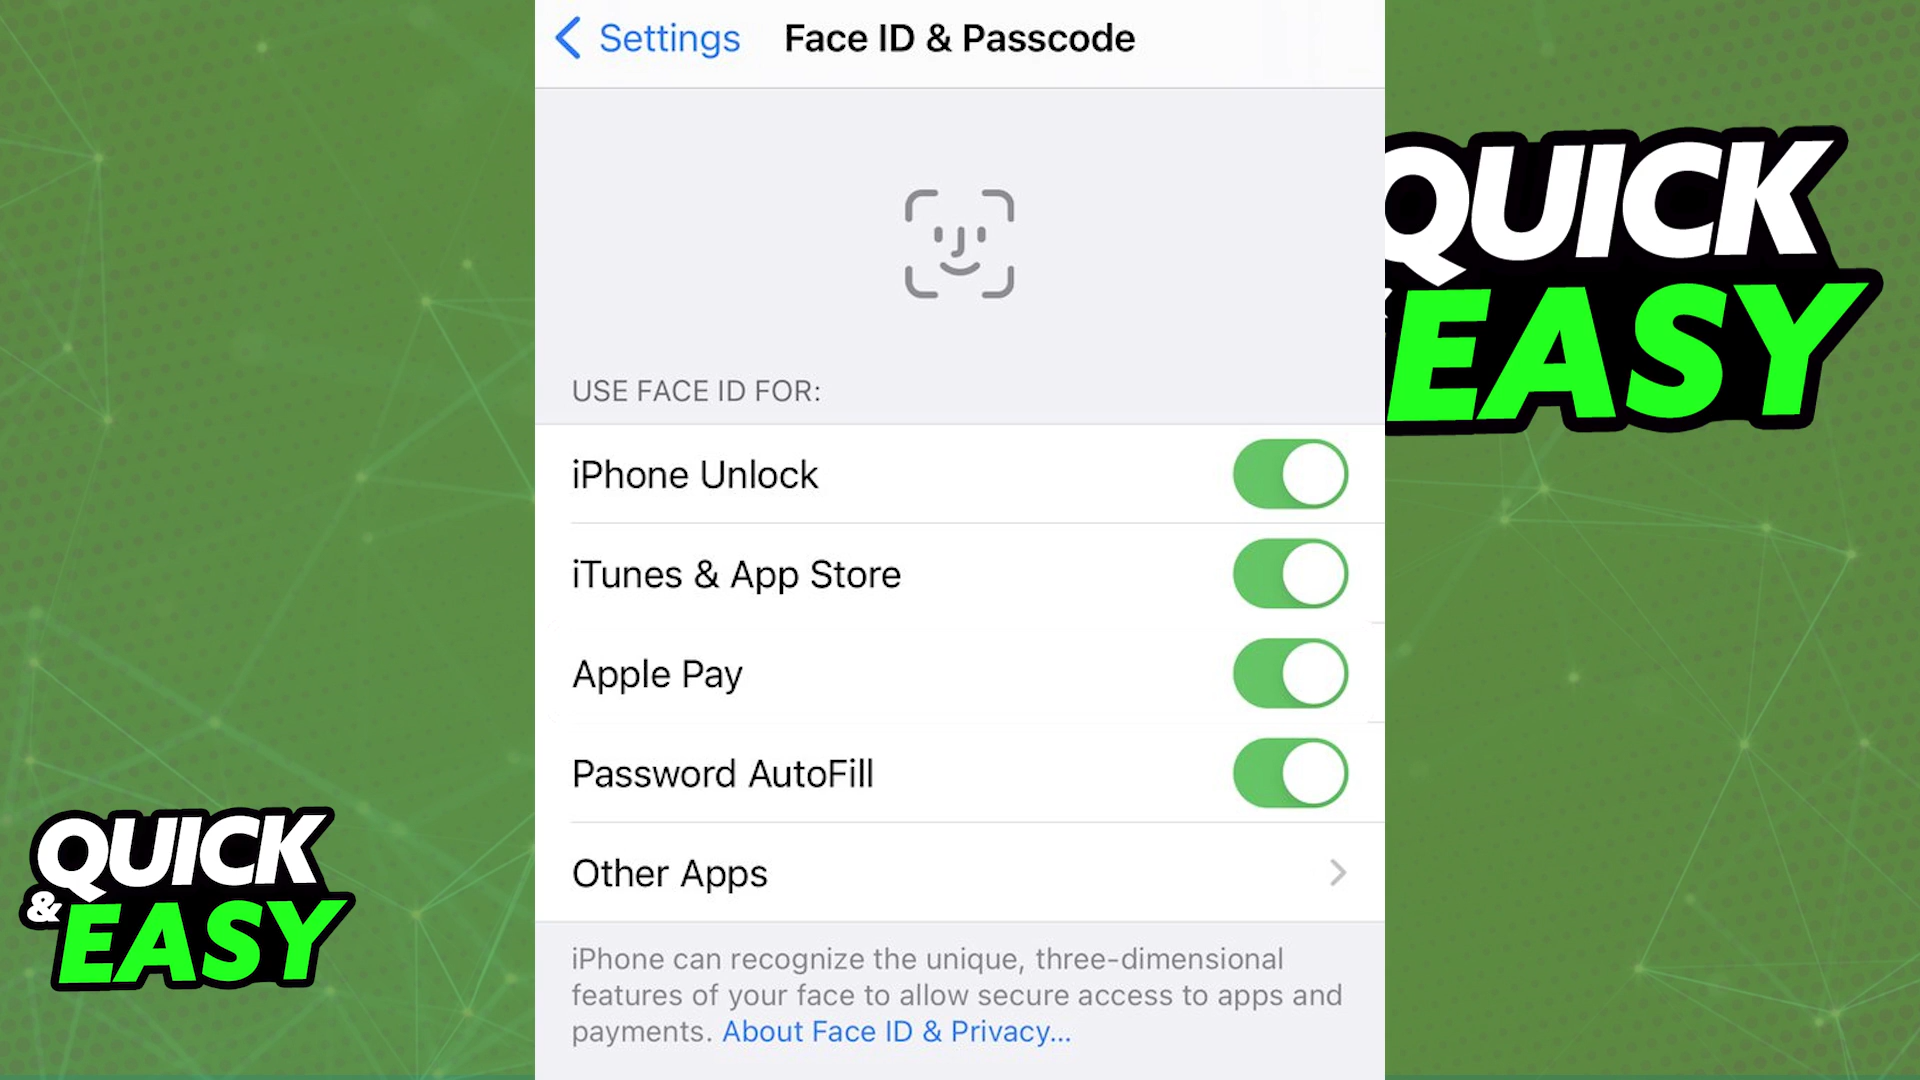 Settings
Face ID & Passcode
USE FACE ID FOR:
iPhone Unlock
iTunes & App Store
Apple Pay
Password AutoFill
Other Apps
iPhone can recognize the unique, three-dimensional
features of your face to allow secure access to apps and
payments. About Face ID & Privacy...
QUICK
EASY
QUICK
& EASY